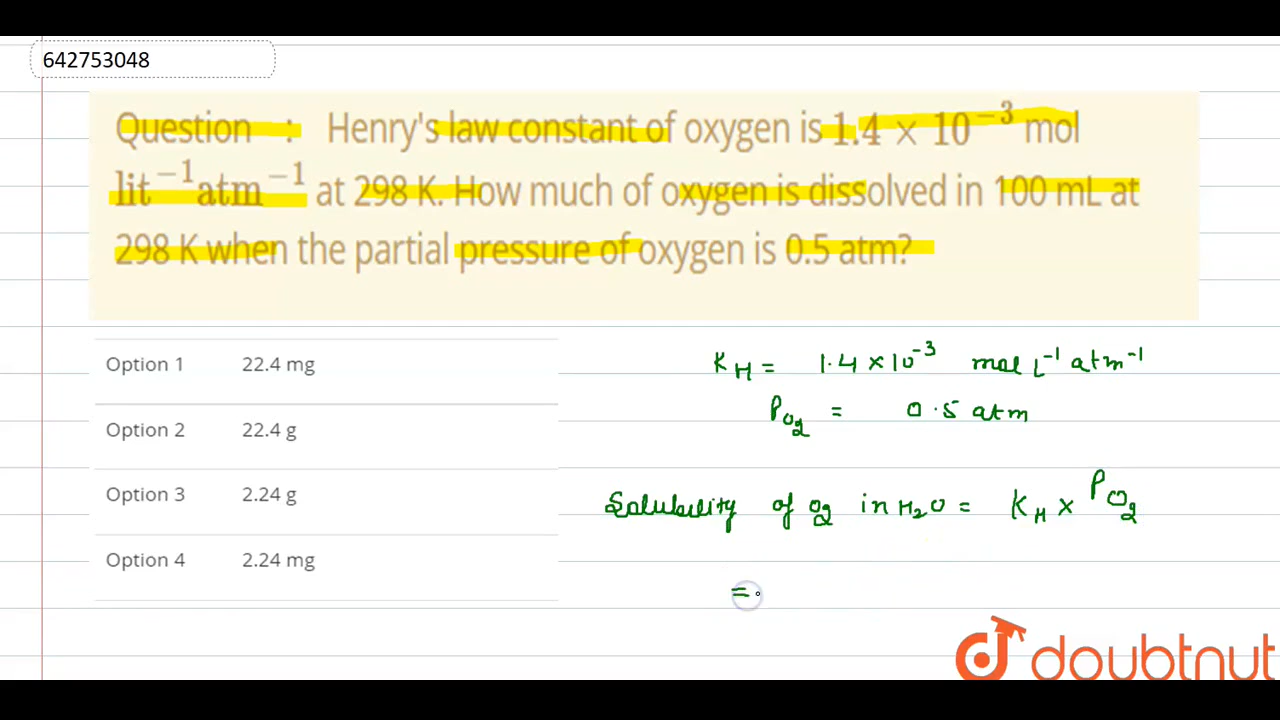 642753048
Question : Henry's law constant of oxygen is 1.4 × 10⁻³ mol
lit⁻¹atm⁻¹ at 298 K. How much of oxygen is dissolved in 100 mL at
298 K when the partial pressure of oxygen is 0.5 atm?
Option 1 22.4 mg
Option 2 22.4 g
Option 3 2.24 g
Option 4 2.24 mg
K_H = 1.4 × 10⁻³ mol L⁻¹ atm⁻¹
P_O₂ = 0.5 atm
Solubility of O₂ in H₂O = K_H × P_O₂
=
doubtnut